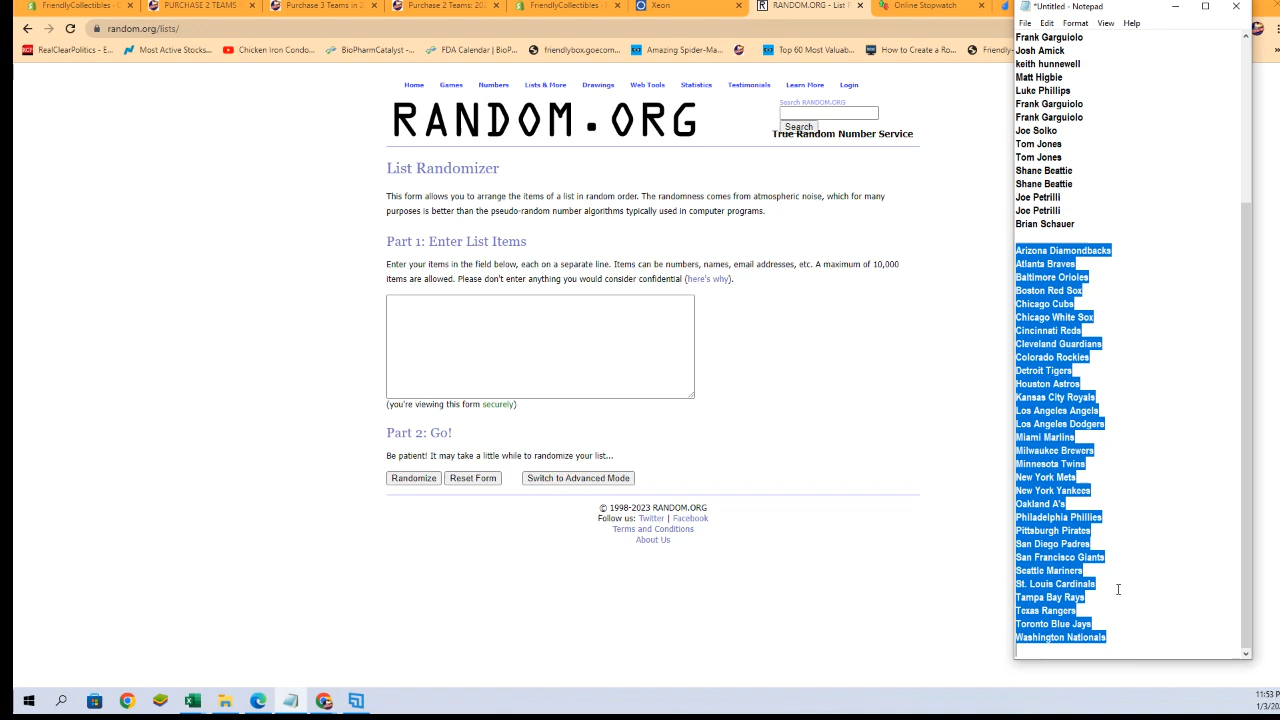 FriendlyCollectibles - C
PURCHASE 2 TEAMS
Purchase 3 Teams in 2
Purchase 2 Teams: 202
FriendlyCollectibles - H
Xeon
RANDOM.ORG - List R
Online Stopwatch
*Untitled - Notepad
random.org/lists/
File Edit Format View Help
RealClearPolitics - E...
Most Active Stocks...
Chicken Iron Condo...
BioPharmCatalyst -...
FDA Calendar | BioP...
friendlybox.goecom...
Amazing Spider-Ma...
Top 60 Most Valuab...
How to Create a Ro...
Friendly-
Home Games Numbers Lists & More Drawings Web Tools Statistics Testimonials Learn More Login
RANDOM.ORG
Search RANDOM.ORG
Search
True Random Number Service
List Randomizer
This form allows you to arrange the items of a list in random order. The randomness comes from atmospheric noise, which for many
purposes is better than the pseudo-random number algorithms typically used in computer programs.
Part 1: Enter List Items
Enter your items in the field below, each on a separate line. Items can be numbers, names, email addresses, etc. A maximum of 10,000
items are allowed. Please don't enter anything you would consider confidential (here's why).
(you're viewing this form securely)
Part 2: Go!
Be patient! It may take a little while to randomize your list...
Randomize Reset Form Switch to Advanced Mode
© 1998-2023 RANDOM.ORG
Follow us: Twitter | Facebook
Terms and Conditions
About Us
Frank Garguiolo
Josh Amick
keith hunnewell
Matt Higbie
Luke Phillips
Frank Garguiolo
Frank Garguiolo
Joe Solko
Tom Jones
Tom Jones
Shane Beattie
Shane Beattie
Joe Petrilli
Joe Petrilli
Brian Schauer
Arizona Diamondbacks
Atlanta Braves
Baltimore Orioles
Boston Red Sox
Chicago Cubs
Chicago White Sox
Cincinnati Reds
Cleveland Guardians
Colorado Rockies
Detroit Tigers
Houston Astros
Kansas City Royals
Los Angeles Angels
Los Angeles Dodgers
Miami Marlins
Milwaukee Brewers
Minnesota Twins
New York Mets
New York Yankees
Oakland A's
Philadelphia Phillies
Pittsburgh Pirates
San Diego Padres
San Francisco Giants
Seattle Mariners
St. Louis Cardinals
Tampa Bay Rays
Texas Rangers
Toronto Blue Jays
Washington Nationals
11:53 P
1/3/20